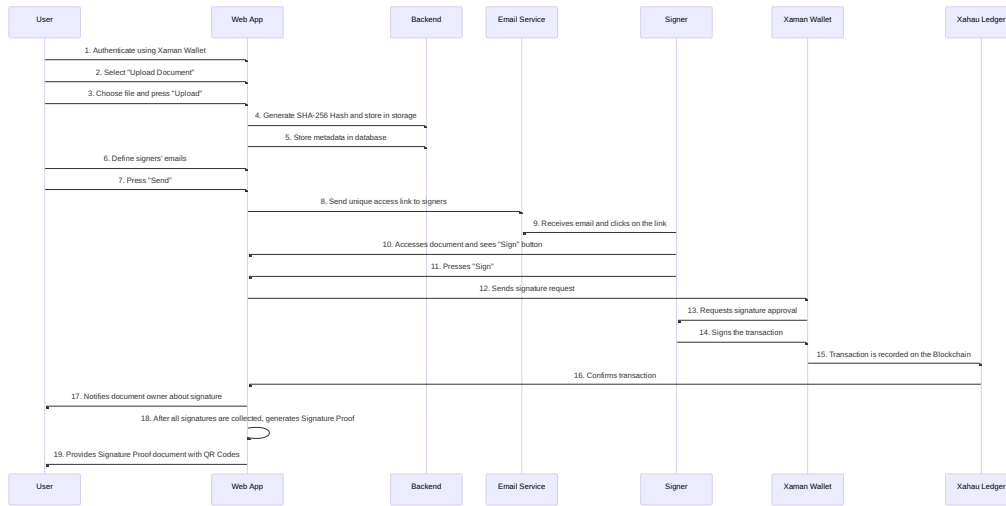 User
Web App
Backend
Email Service
Signer
Xaman Wallet
Xahau Ledger
1. Authenticate using Xaman Wallet
2. Select "Upload Document"
3. Choose file and press "Upload"
4. Generate SHA-256 Hash and store in storage
5. Store metadata in database
6. Define signers' emails
7. Press "Send"
8. Send unique access link to signers
9. Receives email and clicks on the link
10. Accesses document and sees "Sign" button
11. Presses "Sign"
12. Sends signature request
13. Requests signature approval
14. Signs the transaction
15. Transaction is recorded on the Blockchain
16. Confirms transaction
17. Notifies document owner about signature
18. After all signatures are collected, generates Signature Proof
19. Provides Signature Proof document with QR Codes
User
Web App
Backend
Email Service
Signer
Xaman Wallet
Xahau Ledger